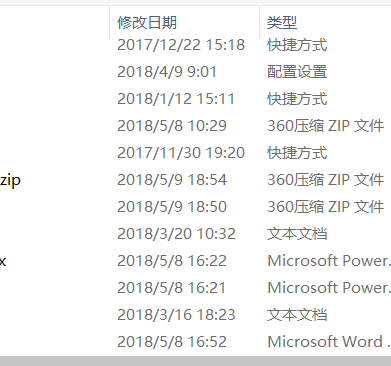 修改日期 类型
2017/12/22 15:18 快捷方式
2018/4/9 9:01 配置设置
2018/1/12 15:11 快捷方式
2018/5/8 10:29 360压缩 ZIP 文件
2017/11/30 19:20 快捷方式
zip 2018/5/9 18:54 360压缩 ZIP 文件
2018/5/9 18:50 360压缩 ZIP 文件
2018/3/20 10:32 文本文档
x 2018/5/8 16:22 Microsoft Power.
2018/5/8 16:21 Microsoft Power.
2018/3/16 18:23 文本文档
2018/5/8 16:52 Microsoft Word .